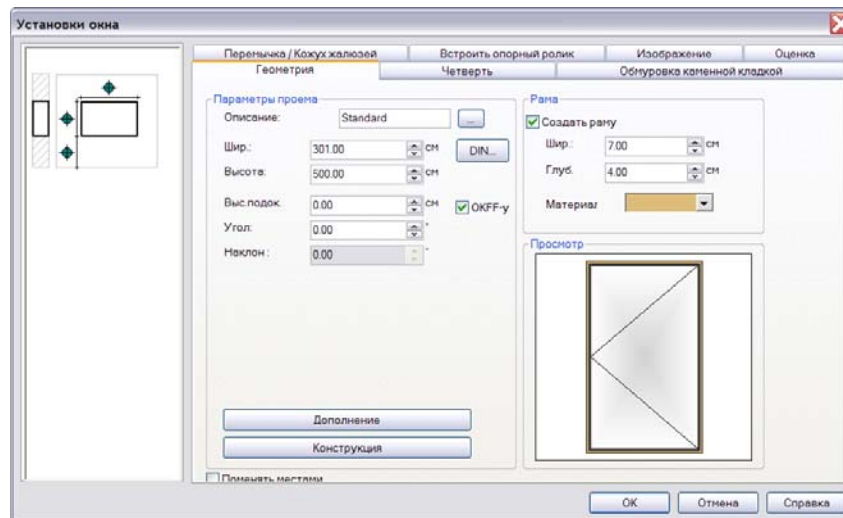 Установки окна
Перемычка / Кожух жалюзей Встроить опорный ролик Изображение Оценка
Геометрия Четверть Обмуровка каменной кладкой
Параметры проема
Описание: Standard ...
Шир.: 301.00 см DIN...
Высота: 500.00 см
Выс.подок. 0.00 см OKFF-у
Угол: 0.00 °
Наклон : 0.00 °
Дополнение
Конструкция
Поменять местами
Рама
Создать раму
Шир.: 7.00 см
Глуб. 4.00 см
Материал
Просмотр
OK Отмена Справка